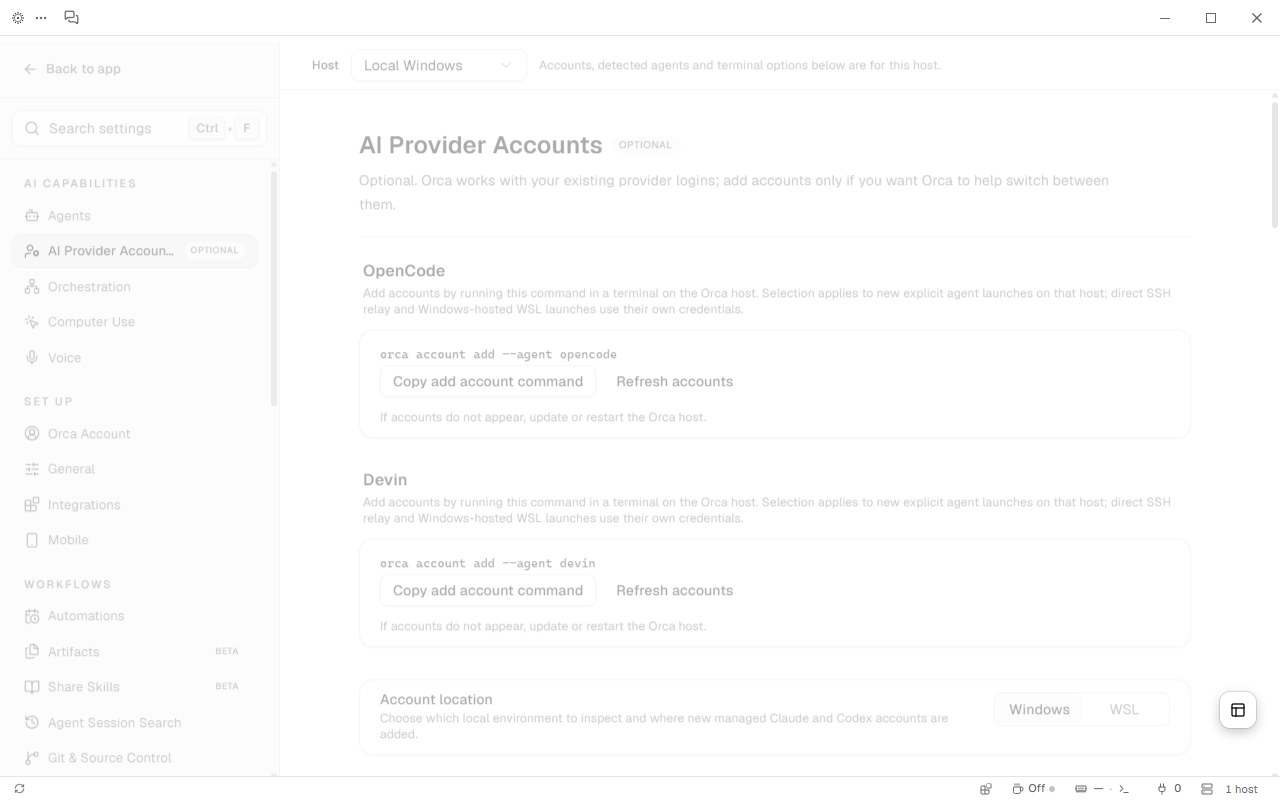 Back to app
Host
Local Windows
Accounts, detected agents and terminal options below are for this host.
Search settings
Ctrl + F
AI CAPABILITIES
Agents
AI Provider Accoun... OPTIONAL
Orchestration
Computer Use
Voice
SET UP
Orca Account
General
Integrations
Mobile
WORKFLOWS
Automations
Artifacts BETA
Share Skills BETA
Agent Session Search
Git & Source Control
AI Provider Accounts OPTIONAL
Optional. Orca works with your existing provider logins; add accounts only if you want Orca to help switch between
them.
OpenCode
Add accounts by running this command in a terminal on the Orca host. Selection applies to new explicit agent launches on that host; direct SSH
relay and Windows-hosted WSL launches use their own credentials.
orca account add --agent opencode
Copy add account command Refresh accounts
If accounts do not appear, update or restart the Orca host.
Devin
Add accounts by running this command in a terminal on the Orca host. Selection applies to new explicit agent launches on that host; direct SSH
relay and Windows-hosted WSL launches use their own credentials.
orca account add --agent devin
Copy add account command Refresh accounts
If accounts do not appear, update or restart the Orca host.
Account location
Choose which local environment to inspect and where new managed Claude and Codex accounts are
added.
Windows WSL
Off — · 0 1 host